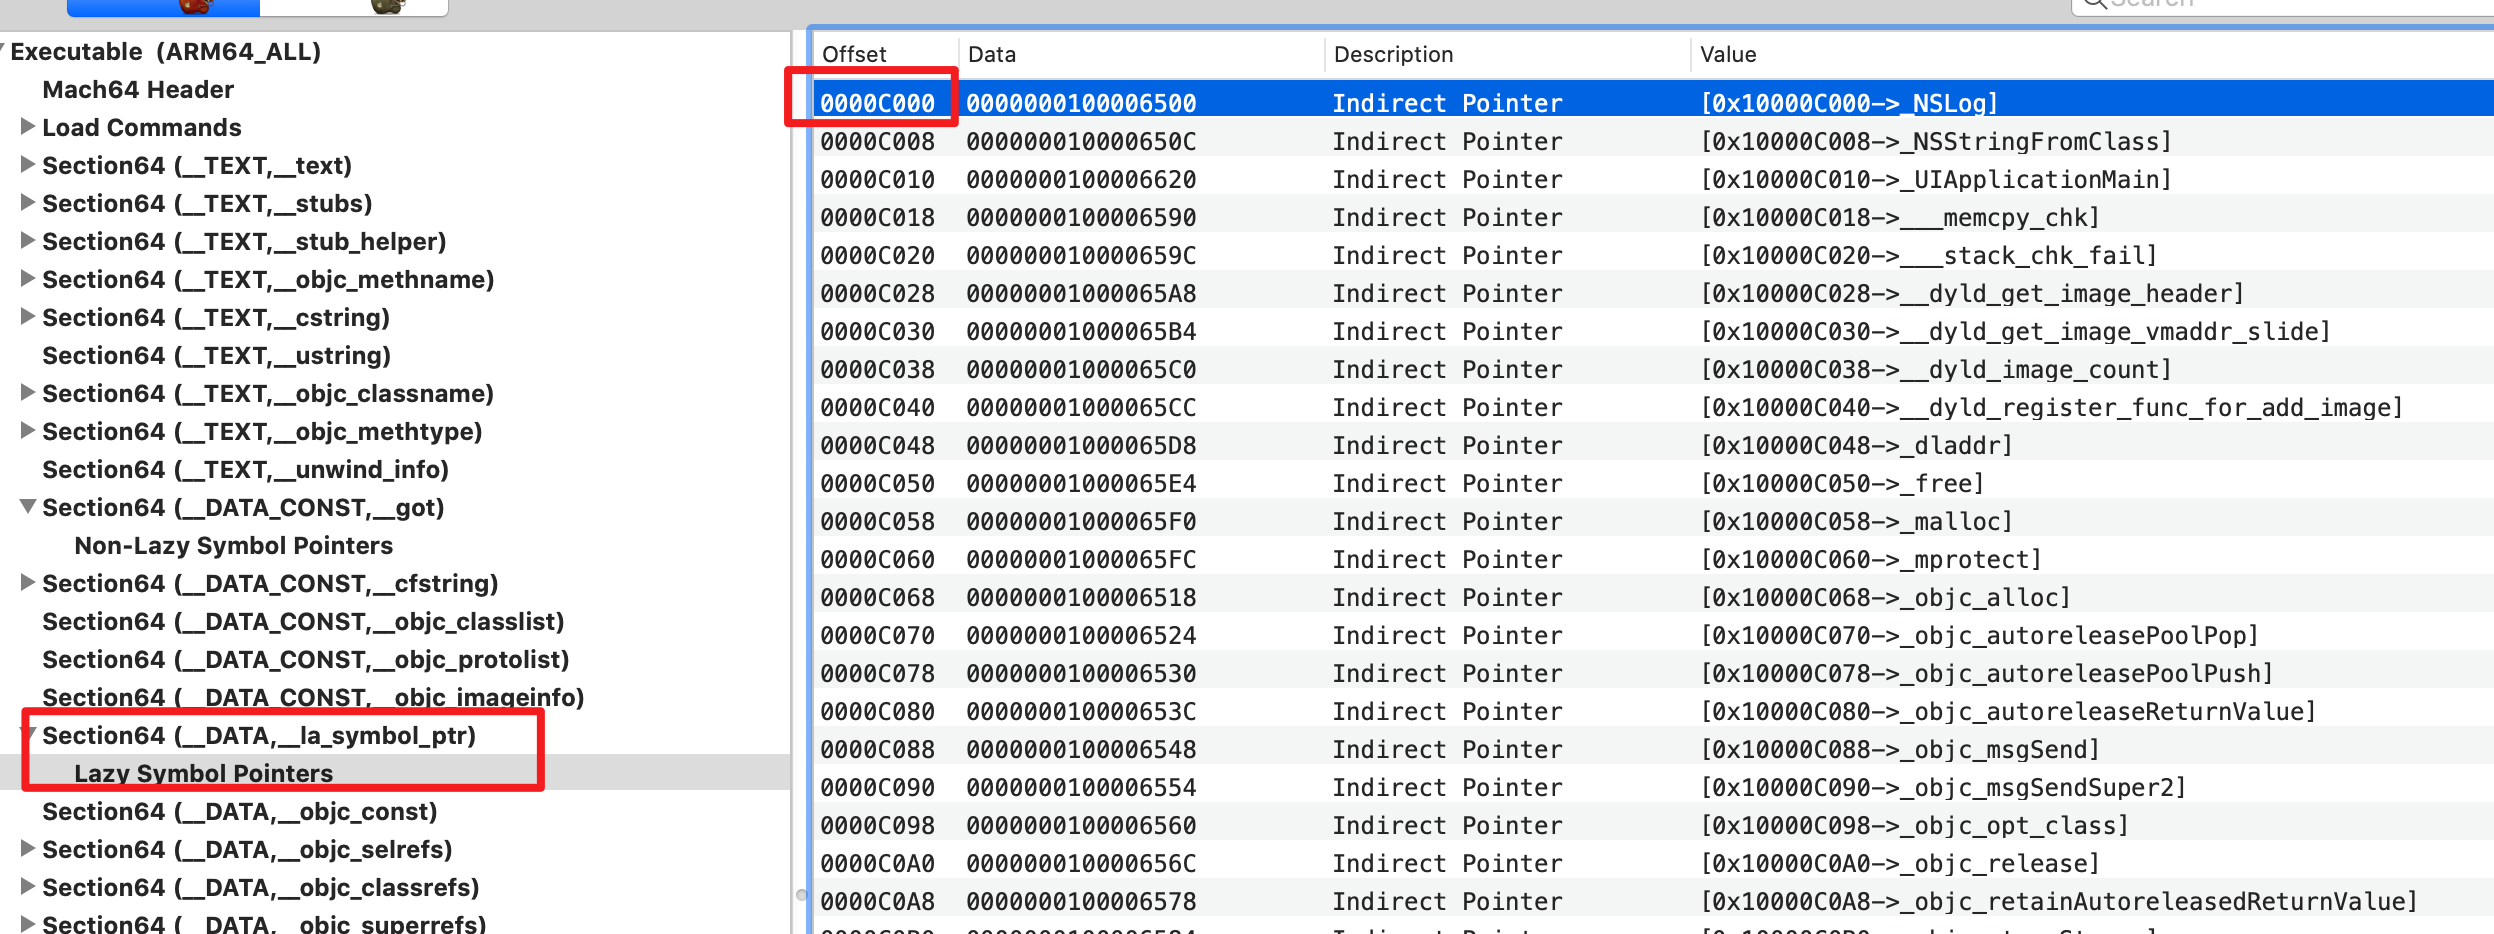 Search
Executable (ARM64_ALL)
Mach64 Header
Load Commands
Section64 (__TEXT,__text)
Section64 (__TEXT,__stubs)
Section64 (__TEXT,__stub_helper)
Section64 (__TEXT,__objc_methname)
Section64 (__TEXT,__cstring)
Section64 (__TEXT,__ustring)
Section64 (__TEXT,__objc_classname)
Section64 (__TEXT,__objc_methtype)
Section64 (__TEXT,__unwind_info)
Section64 (__DATA_CONST,__got)
Non-Lazy Symbol Pointers
Section64 (__DATA_CONST,__cfstring)
Section64 (__DATA_CONST,__objc_classlist)
Section64 (__DATA_CONST,__objc_protolist)
Section64 (__DATA_CONST,__objc_imageinfo)
Section64 (__DATA,__la_symbol_ptr)
Lazy Symbol Pointers
Section64 (__DATA,__objc_const)
Section64 (__DATA,__objc_selrefs)
Section64 (__DATA,__objc_classrefs)
Section64 (__DATA,__objc_superrefs)
Offset Data Description Value
0000C000 0000000100006500 Indirect Pointer [0x10000C000->_NSLog]
0000C008 000000010000650C Indirect Pointer [0x10000C008->_NSStringFromClass]
0000C010 0000000100006620 Indirect Pointer [0x10000C010->_UIApplicationMain]
0000C018 0000000100006590 Indirect Pointer [0x10000C018->___memcpy_chk]
0000C020 000000010000659C Indirect Pointer [0x10000C020->___stack_chk_fail]
0000C028 00000001000065A8 Indirect Pointer [0x10000C028->__dyld_get_image_header]
0000C030 00000001000065B4 Indirect Pointer [0x10000C030->__dyld_get_image_vmaddr_slide]
0000C038 00000001000065C0 Indirect Pointer [0x10000C038->__dyld_image_count]
0000C040 00000001000065CC Indirect Pointer [0x10000C040->__dyld_register_func_for_add_image]
0000C048 00000001000065D8 Indirect Pointer [0x10000C048->_dladdr]
0000C050 00000001000065E4 Indirect Pointer [0x10000C050->_free]
0000C058 00000001000065F0 Indirect Pointer [0x10000C058->_malloc]
0000C060 00000001000065FC Indirect Pointer [0x10000C060->_mprotect]
0000C068 0000000100006518 Indirect Pointer [0x10000C068->_objc_alloc]
0000C070 0000000100006524 Indirect Pointer [0x10000C070->_objc_autoreleasePoolPop]
0000C078 0000000100006530 Indirect Pointer [0x10000C078->_objc_autoreleasePoolPush]
0000C080 000000010000653C Indirect Pointer [0x10000C080->_objc_autoreleaseReturnValue]
0000C088 0000000100006548 Indirect Pointer [0x10000C088->_objc_msgSend]
0000C090 0000000100006554 Indirect Pointer [0x10000C090->_objc_msgSendSuper2]
0000C098 0000000100006560 Indirect Pointer [0x10000C098->_objc_opt_class]
0000C0A0 000000010000656C Indirect Pointer [0x10000C0A0->_objc_release]
0000C0A8 0000000100006578 Indirect Pointer [0x10000C0A8->_objc_retainAutoreleasedReturnValue]